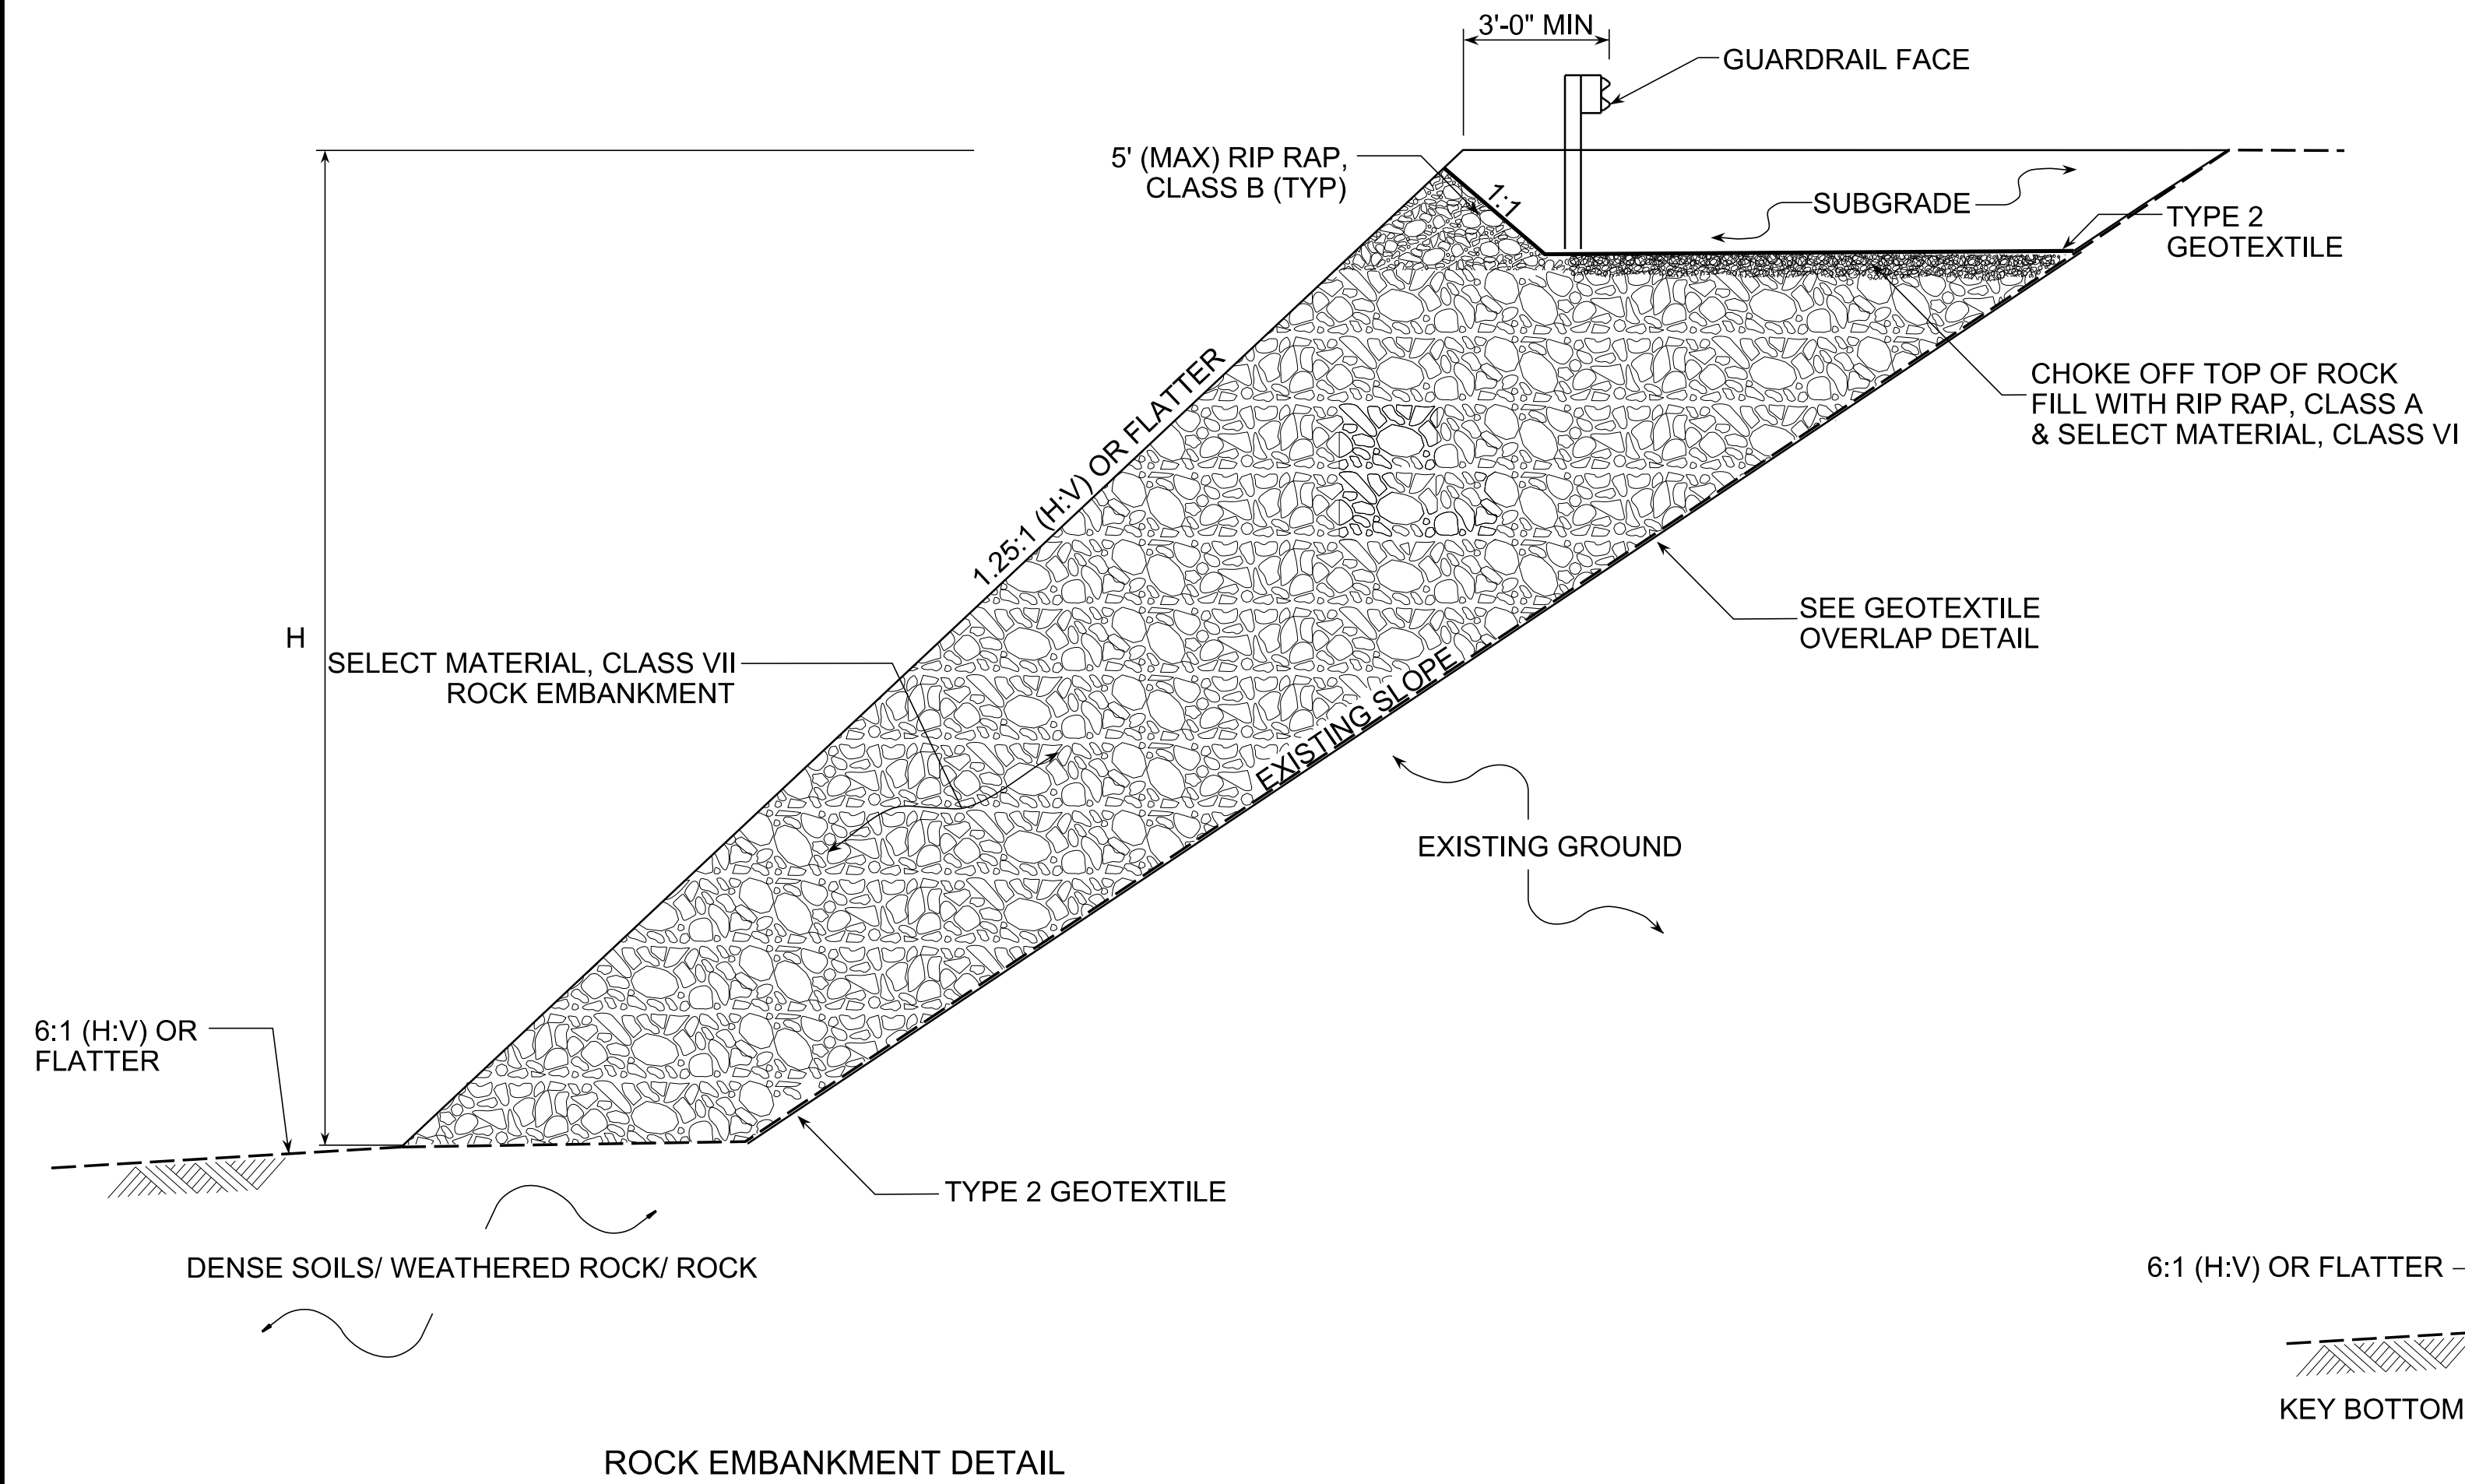 3'-0" MIN
GUARDRAIL FACE
5' (MAX) RIP RAP,
CLASS B (TYP)
1:1
SUBGRADE
TYPE 2
GEOTEXTILE
CHOKE OFF TOP OF ROCK
FILL WITH RIP RAP, CLASS A
& SELECT MATERIAL, CLASS VI
1.25:1 (H:V) OR FLATTER
SEE GEOTEXTILE
OVERLAP DETAIL
H
SELECT MATERIAL, CLASS VII
ROCK EMBANKMENT
EXISTING SLOPE
EXISTING GROUND
6:1 (H:V) OR
FLATTER
TYPE 2 GEOTEXTILE
DENSE SOILS/ WEATHERED ROCK/ ROCK
6:1 (H:V) OR FLATTER
KEY BOTTOM
ROCK EMBANKMENT DETAIL